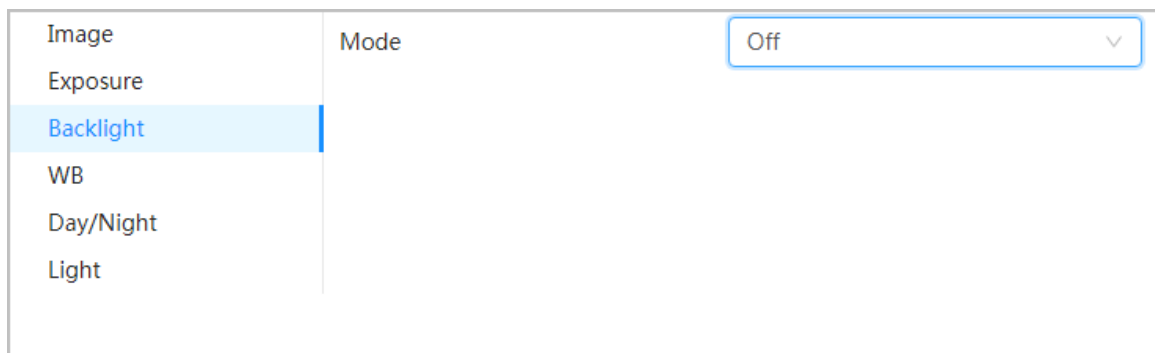 Image
Exposure
Backlight
WB
Day/Night
Light
Mode
Off